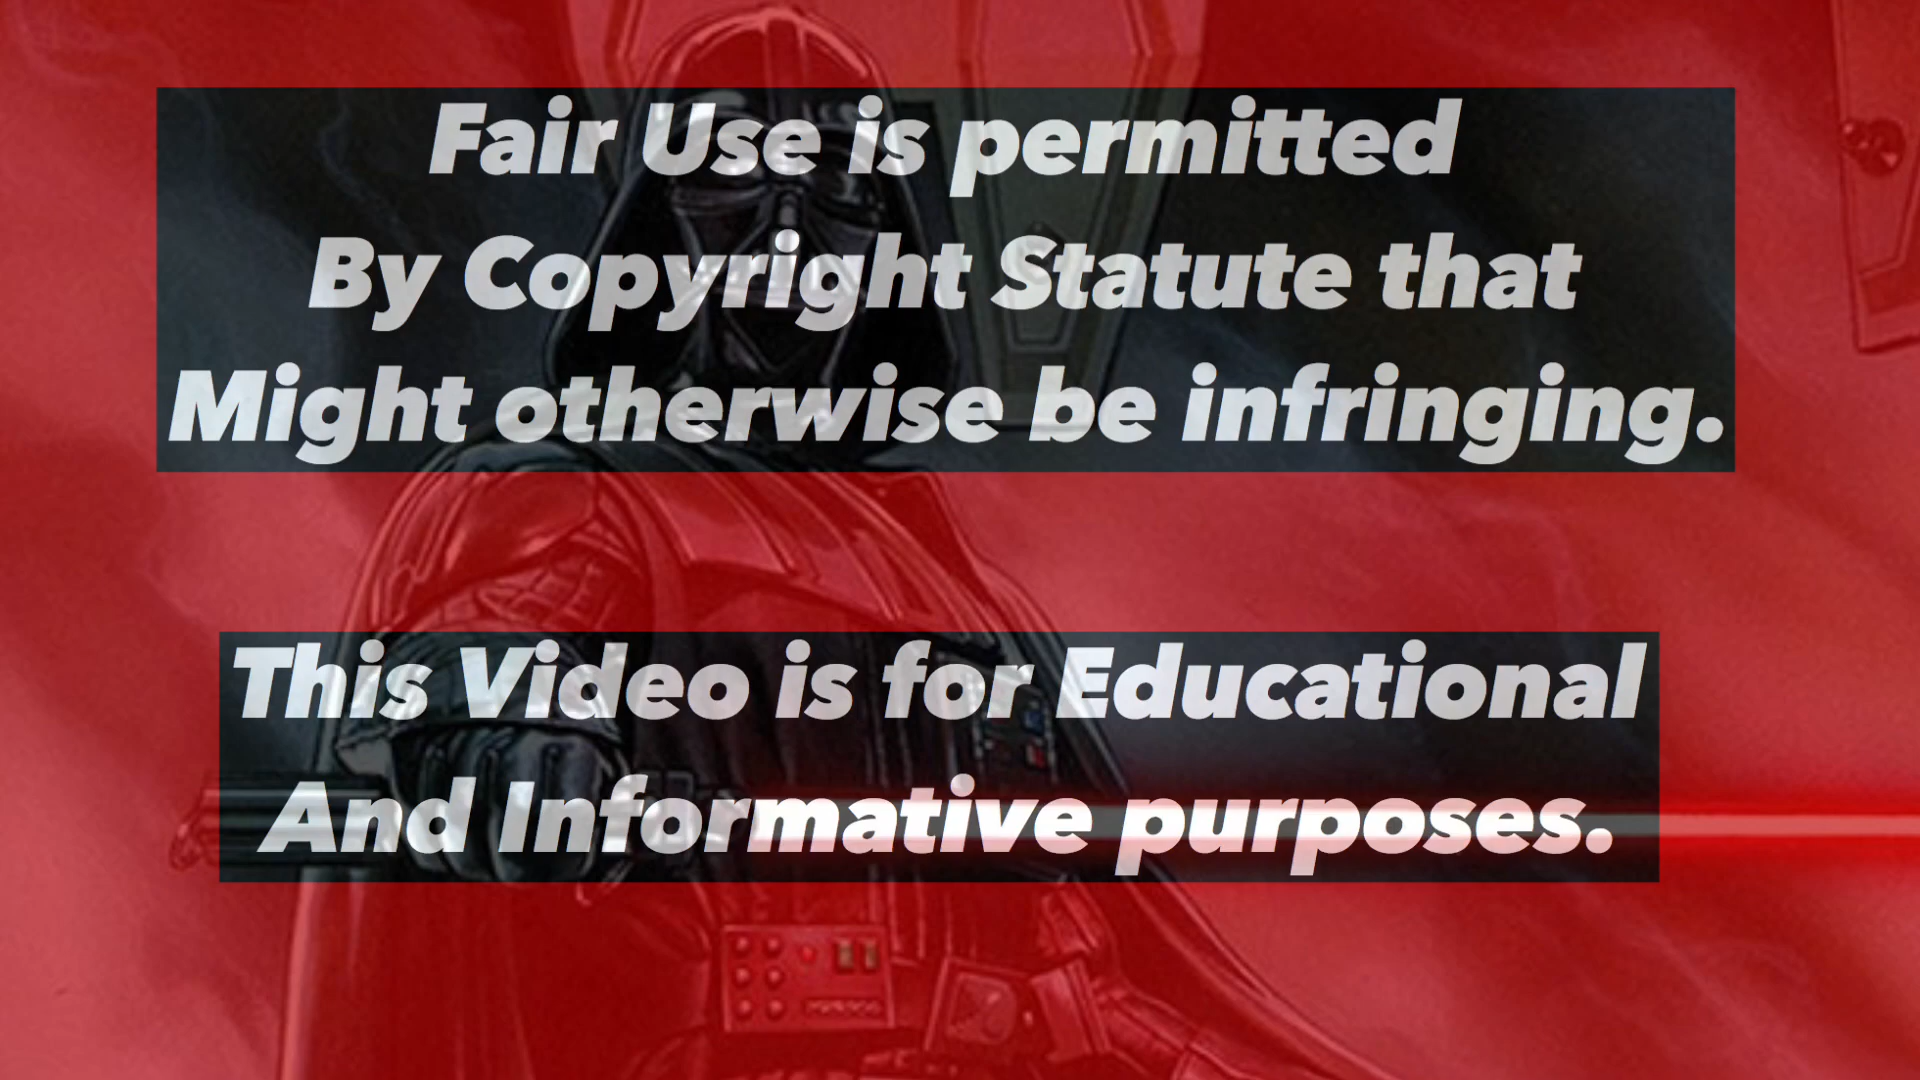 Fair Use is permitted
By Copyright Statute that
Might otherwise be infringing.
This Video is for Educational
And Informative purposes.